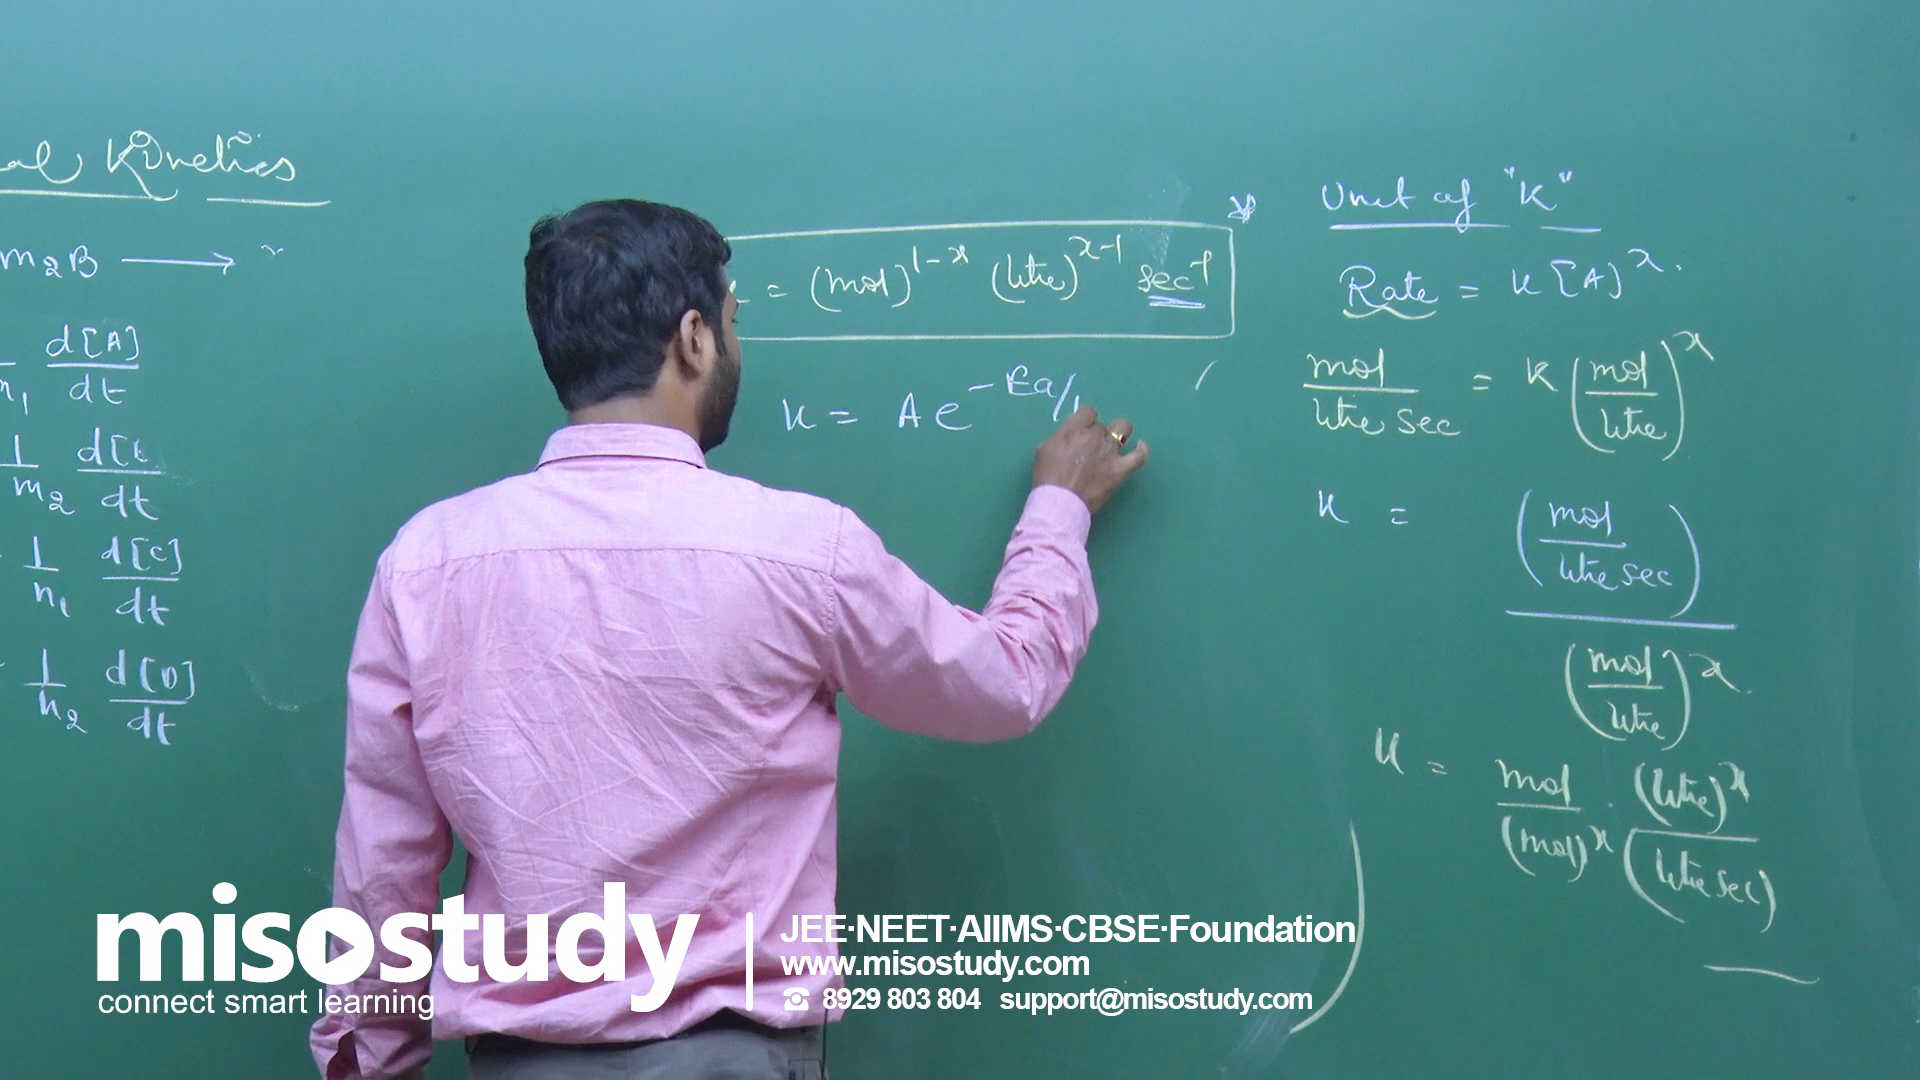 al Kinetics
m₂B ⟶
d[A]
n₁ dt
1 d[
m₂ dt
1 d[C]
n₁ dt
1 d[D]
n₂ dt
= (mol)^1-x (litre)^x-1 sec^-1
K = A e^-Ea/
Unit of "K"
Rate = K [A]^x.
mol/litre sec = K (mol/litre)^x
K = (mol/litre sec)
(mol/litre)^x.
K = mol/(mol)^x . (litre)^x/(litre sec)
misostudy
connect smart learning
JEE·NEET·AIIMS·CBSE·Foundation
www.misostudy.com
☎ 8929 803 804 support@misostudy.com